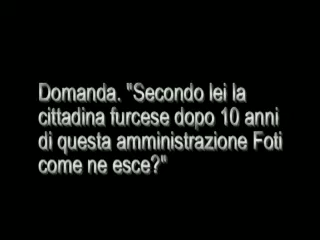 Domanda. "Secondo lei la
cittadina furcese dopo 10 anni
di questa amministrazione Foti
come ne esce?"